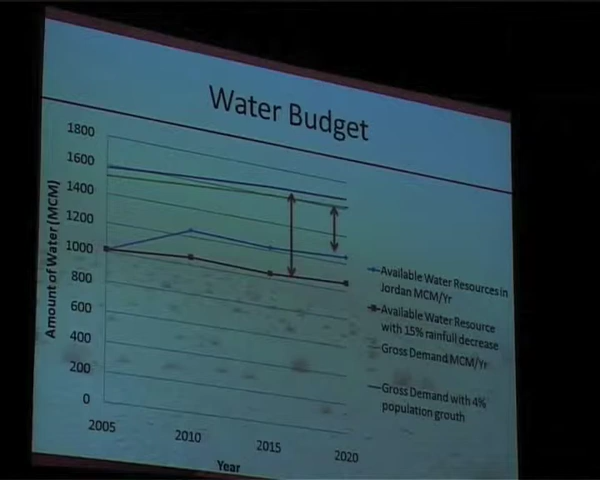 Water Budget
Amount of Water (MCM)
1800
1600
1400
1200
1000
800
600
400
200
0
2005
2010
2015
2020
Year
Available Water Resources in
Jordan MCM/Yr
Available Water Resource
with 15% rainfull decrease
Gross Demand MCM/Yr
Gross Demand with 4%
population grouth